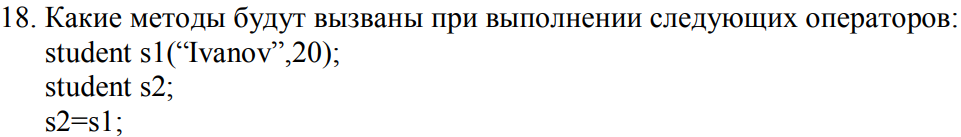 18. Какие методы будут вызваны при выполнении следующих операторов:
student s1(“Ivanov”,20);
student s2;
s2=s1;